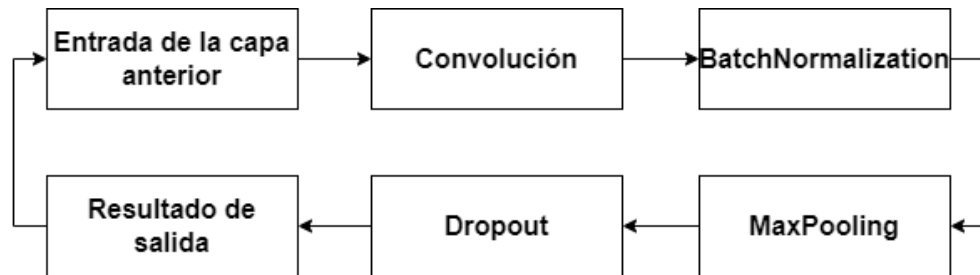 Entrada de la capa
anterior
Convolución
BatchNormalization
Resultado de
salida
Dropout
MaxPooling